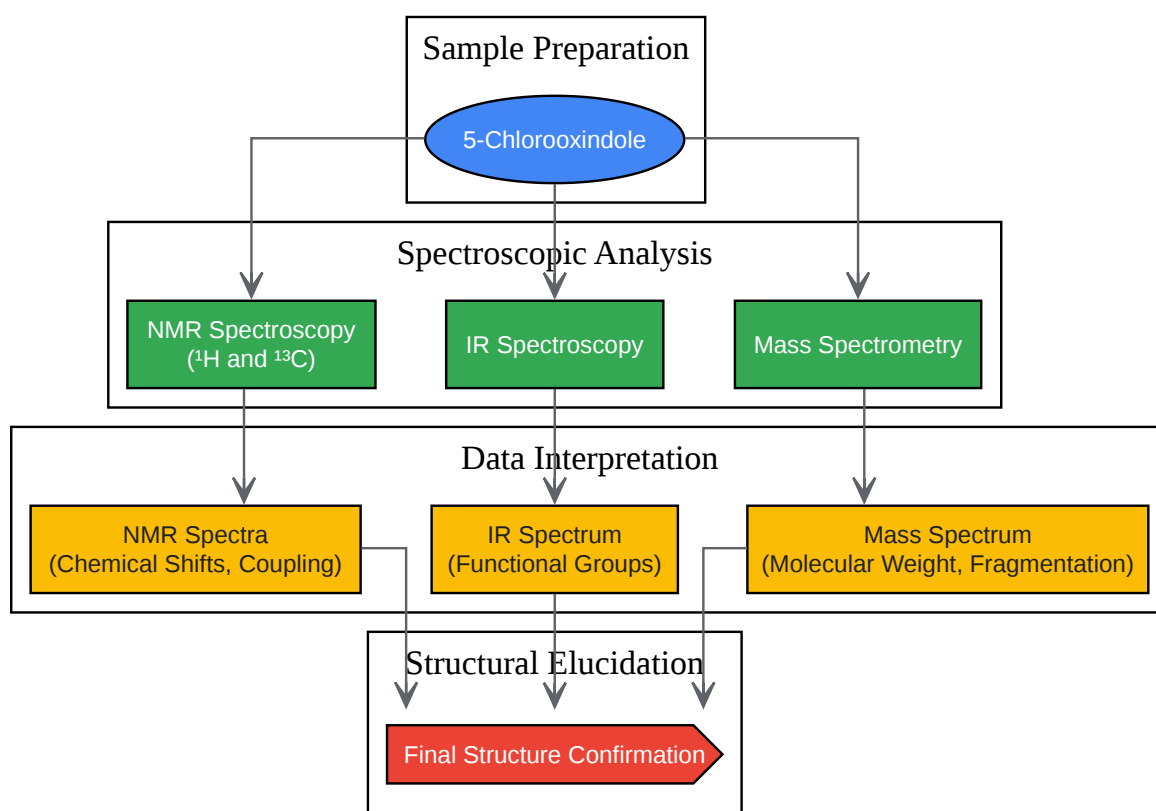 Sample Preparation
5-Chlorooxindole
Spectroscopic Analysis
NMR Spectroscopy
(¹H and ¹³C)
IR Spectroscopy
Mass Spectrometry
Data Interpretation
NMR Spectra
(Chemical Shifts, Coupling)
IR Spectrum
(Functional Groups)
Mass Spectrum
(Molecular Weight, Fragmentation)
Structural Elucidation
Final Structure Confirmation